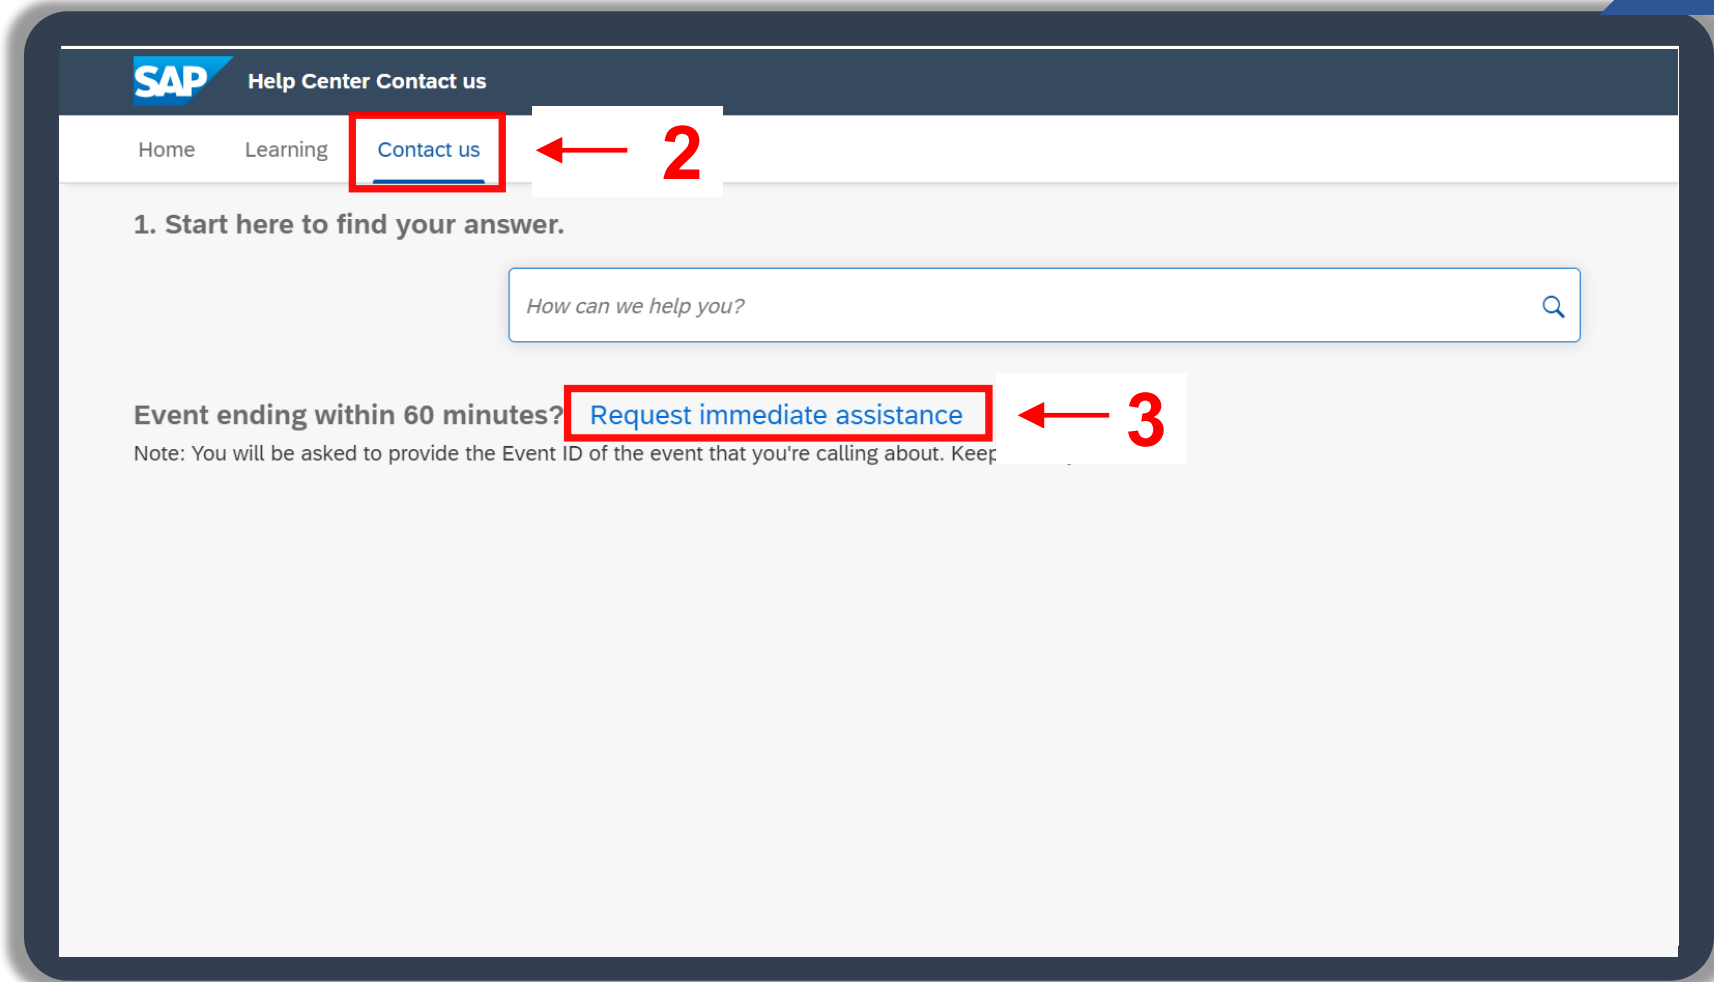 SAP Help Center Contact us
Home Learning Contact us 2
1. Start here to find your answer.
How can we help you?
Event ending within 60 minutes? Request immediate assistance 3
Note: You will be asked to provide the Event ID of the event that you're calling about. Keep